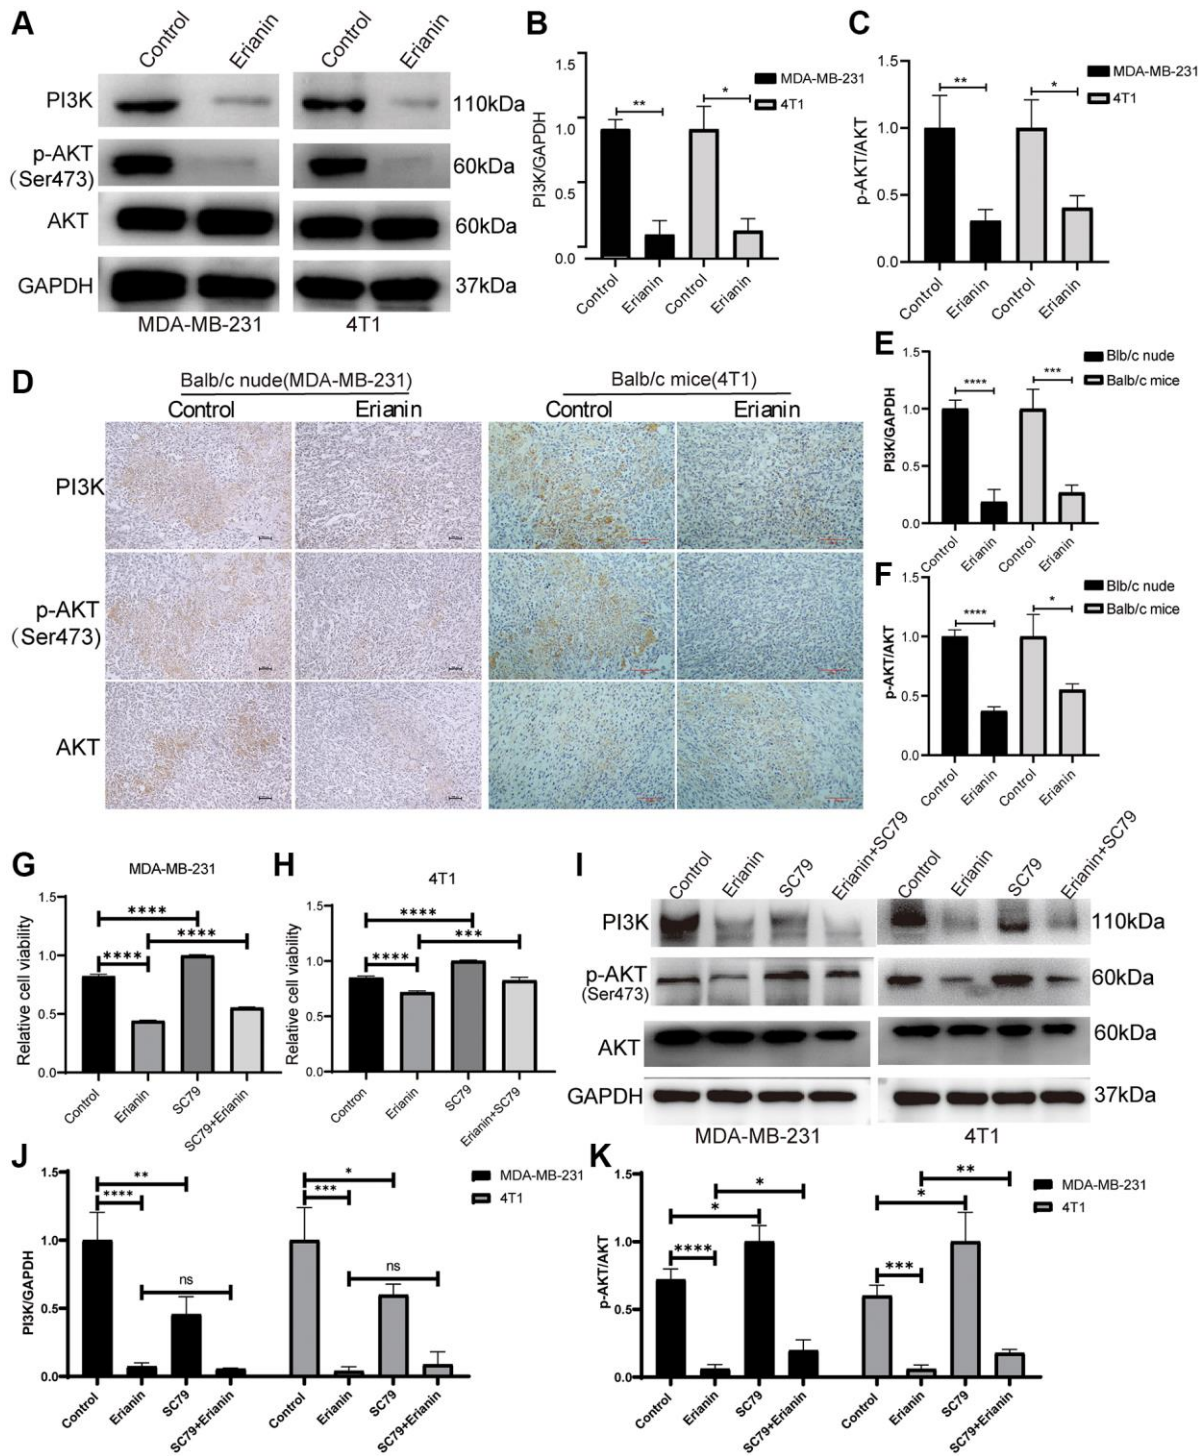 A
Control
Erianin
Control
Erianin
PI3K
110kDa
p-AKT
(Ser473)
60kDa
AKT
60kDa
GAPDH
37kDa
MDA-MB-231
4T1
B
1.5
1.0
0.5
0.0
PI3K/GAPDH
**
*
MDA-MB-231
4T1
Control
Erianin
Control
Erianin
C
1.5
1.0
0.5
0.0
p-AKT/AKT
**
*
MDA-MB-231
4T1
Control
Erianin
Control
Erianin
D
Balb/c nude(MDA-MB-231)
Balb/c mice(4T1)
Control
Erianin
Control
Erianin
PI3K
p-AKT
(Ser473)
AKT
E
1.5
1.0
0.5
0.0
PI3K/GAPDH
****
***
Blb/c nude
Balb/c mice
Control
Erianin
Control
Erianin
F
1.5
1.0
0.5
0.0
p-AKT/AKT
****
*
Blb/c nude
Balb/c mice
Control
Erianin
Control
Erianin
G
MDA-MB-231
1.5
1.0
0.5
0.0
Relative cell viability
****
****
****
Control
Erianin
SC79
SC79+Erianin
H
4T1
1.5
1.0
0.5
0.0
Relative cell viability
****
***
****
Contron
Erianin
SC79
Erianin+SC79
I
Control
Erianin
SC79
Erianin+SC79
Control
Erianin
SC79
Erianin+SC79
PI3K
110kDa
p-AKT
(Ser473)
60kDa
AKT
60kDa
GAPDH
37kDa
MDA-MB-231
4T1
J
1.5
1.0
0.5
0.0
PI3K/GAPDH
**
****
ns
*
***
ns
MDA-MB-231
4T1
Control
Erianin
SC79
SC79+Erianin
Control
Erianin
SC79
SC79+Erianin
K
1.5
1.0
0.5
0.0
p-AKT/AKT
*
*
****
**
*
***
MDA-MB-231
4T1
Control
Erianin
SC79
SC79+Erianin
Control
Erianin
SC79
SC79+Erianin